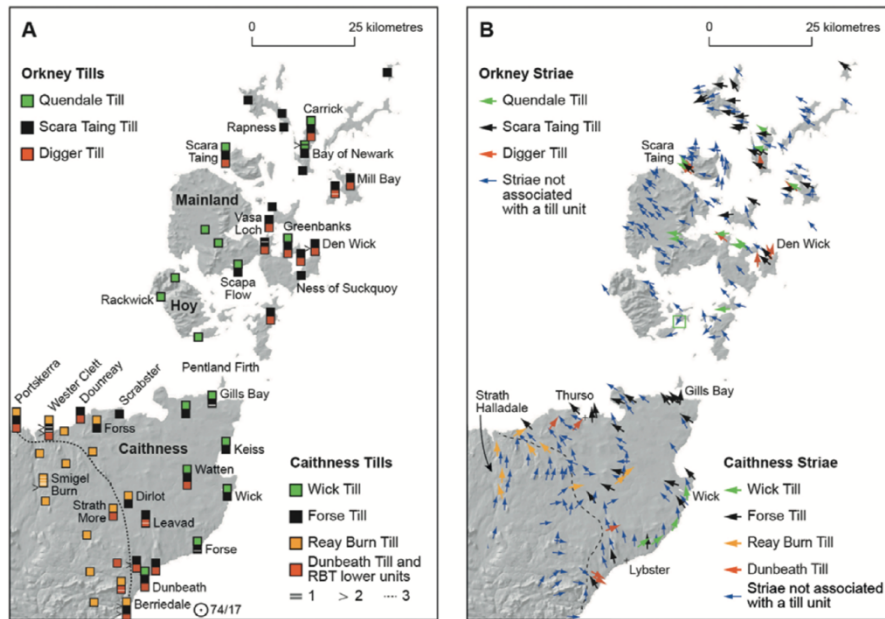 A
25 kilometres
0
Orkney Tills
Quendale Till
Scara Taing Till
Digger Till
Carrick
Rapness
Scara
Taing
Bay of Newark
Mill Bay
Mainland
Vasa
Loch
Greenbanks
Den Wick
Scapa
Flow
Ness of Suckquoy
Rackwick
Hoy
Pentland Firth
Portskerra
Wester Clett
Dounreay
Scrabster
Gills Bay
Forss
Caithness
Keiss
Watten
Smigel
Burn
Dirlot
Wick
Strath
More
Leavad
Forse
Dunbeath
Berriedale
74/17
Caithness Tills
Wick Till
Forse Till
Reay Burn Till
Dunbeath Till and
RBT lower units
1
2
3
B
25 kilometres
0
Orkney Striae
Quendale Till
Scara Taing Till
Digger Till
Striae not
associated
with a till unit
Scara
Taing
Den Wick
Strath
Halladale
Thurso
Gills Bay
Wick
Lybster
Caithness Striae
Wick Till
Forse Till
Reay Burn Till
Dunbeath Till
Striae not associated
with a till unit